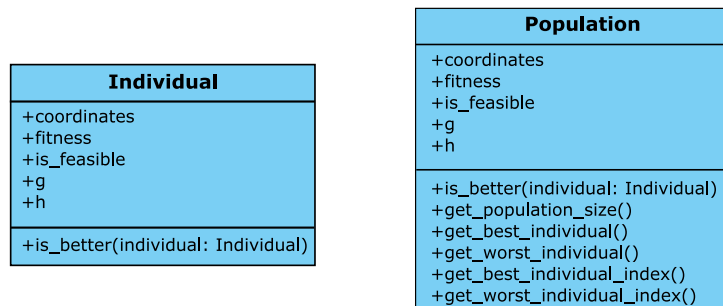 Individual
+coordinates
+fitness
+is_feasible
+g
+h
+is_better(individual: Individual)
Population
+coordinates
+fitness
+is_feasible
+g
+h
+is_better(individual: Individual)
+get_population_size()
+get_best_individual()
+get_worst_individual()
+get_best_individual_index()
+get_worst_individual_index()